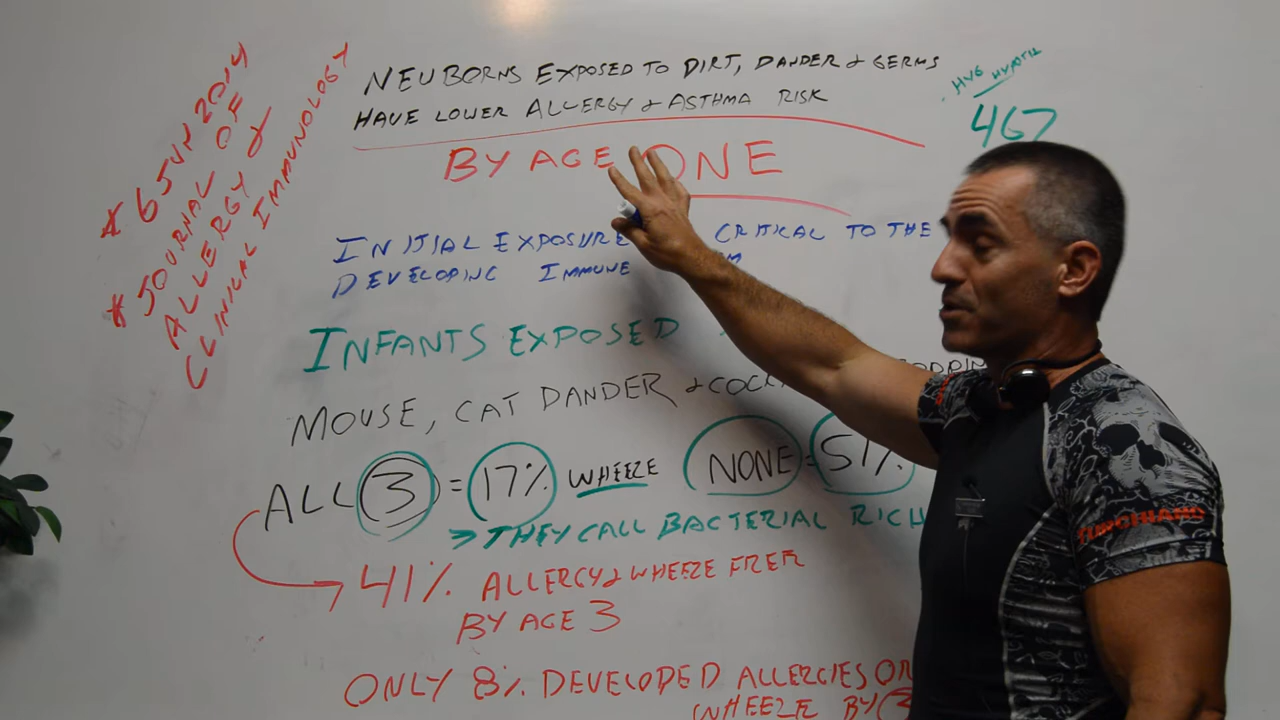 * 6 JUN 2014
* JOURNAL OF
ALLERGY &
CLINICAL IMMUNOLOGY
NEWBORNS EXPOSED TO DIRT, DANDER & GERMS
HAVE LOWER ALLERGY & ASTHMA RISK
HYG
467
BY AGE ONE
INITIAL EXPOSURE CRITICAL TO THE
DEVELOPING IMMUNE
INFANTS EXPOSED
MOUSE, CAT DANDER &
ALL 3 = 17% WHEEZE NONE = 51%
> THEY CALL BACTERIAL RICH
→ 41% ALLERGY & WHEEZE FREE
BY AGE 3
ONLY 8% DEVELOPED ALLERGIES OR
WHEEZE BY 3